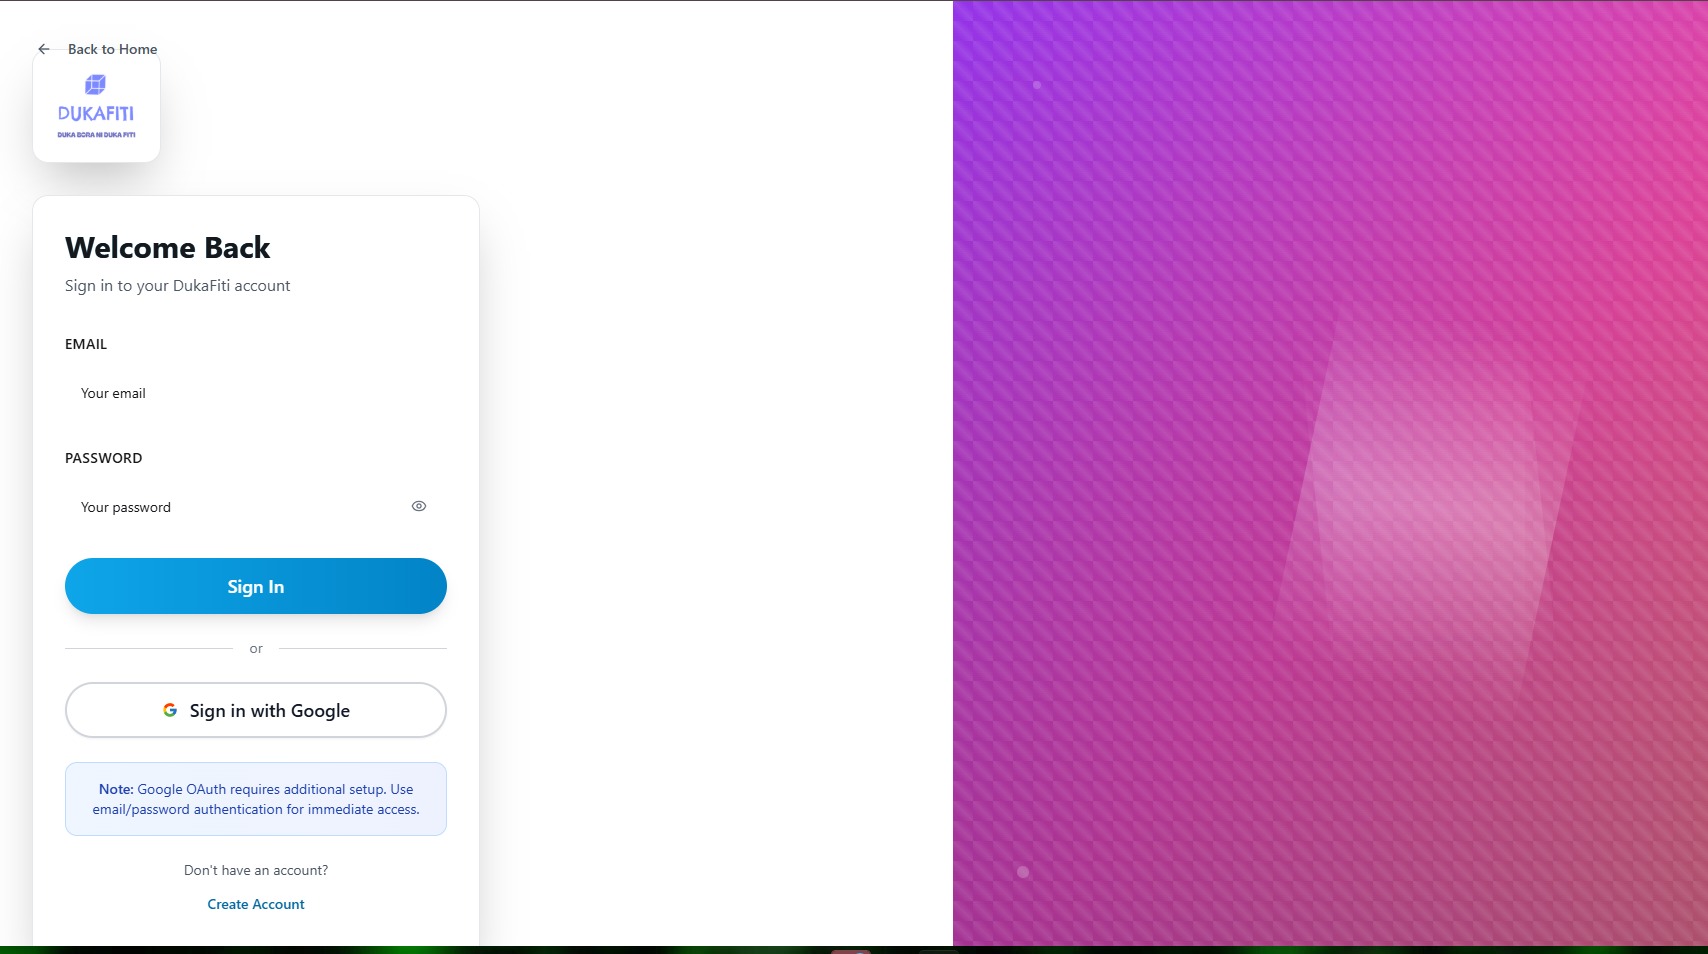 Back to Home
DUKAFITI
DUKA BORA NI DUKA FITI
Welcome Back
Sign in to your DukaFiti account
EMAIL
Your email
PASSWORD
Your password
Sign In
or
Sign in with Google
Note: Google OAuth requires additional setup. Use
email/password authentication for immediate access.
Don't have an account?
Create Account